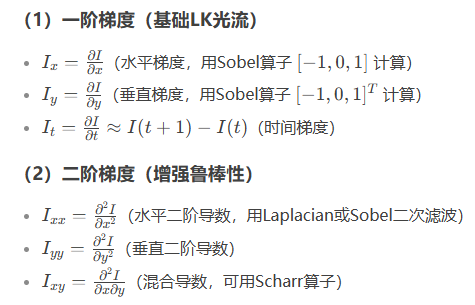 （1）一阶梯度（基础LK光流）
• $I_x = \frac{\partial I}{\partial x}$（水平梯度，用Sobel算子 $[-1, 0, 1]$ 计算）
• $I_y = \frac{\partial I}{\partial y}$（垂直梯度，用Sobel算子 $[-1, 0, 1]^T$ 计算）
• $I_t = \frac{\partial I}{\partial t} \approx I(t+1) - I(t)$（时间梯度）
（2）二阶梯度（增强鲁棒性）
• $I_{xx} = \frac{\partial^2 I}{\partial x^2}$（水平二阶导数，用Laplacian或Sobel二次滤波）
• $I_{yy} = \frac{\partial^2 I}{\partial y^2}$（垂直二阶导数）
• $I_{xy} = \frac{\partial^2 I}{\partial x \partial y}$（混合导数，可用Scharr算子）